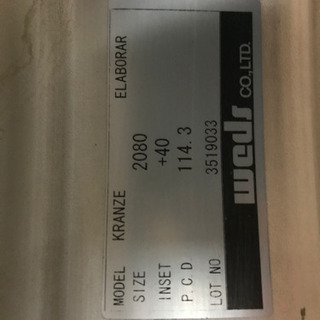 MODEL KRANZE ELABORAR
SIZE 2080
INSET +40
P.C.D 114.3
LOT NO 3519033
weds CO.,LTD.